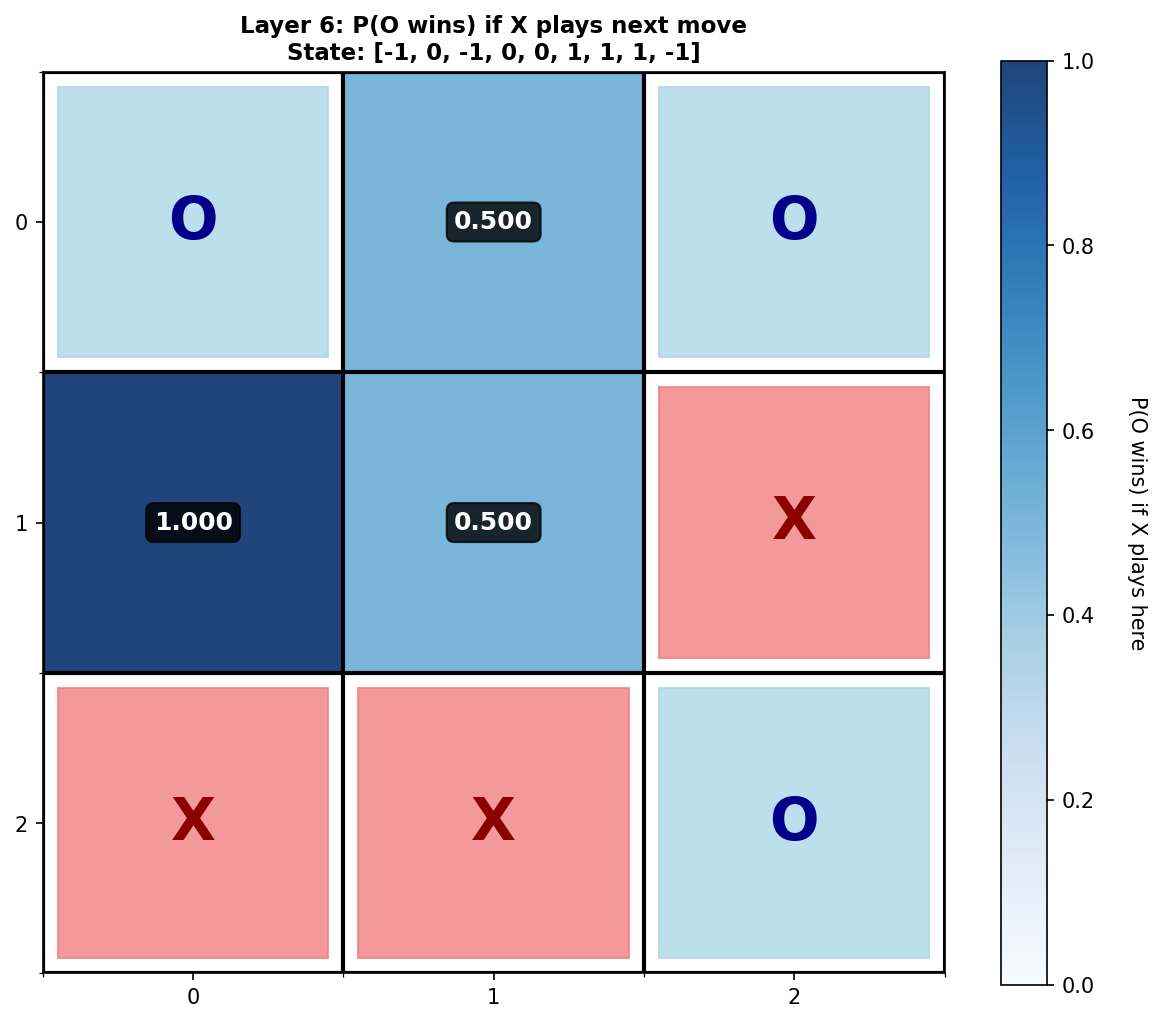 Layer 6: P(O wins) if X plays next move
State: [-1, 0, -1, 0, 0, 1, 1, 1, -1]
0
O
0.500
O
1
1.000
0.500
X
2
X
X
O
0
1
2
1.0
0.8
0.6
0.4
0.2
0.0
P(O wins) if X plays here